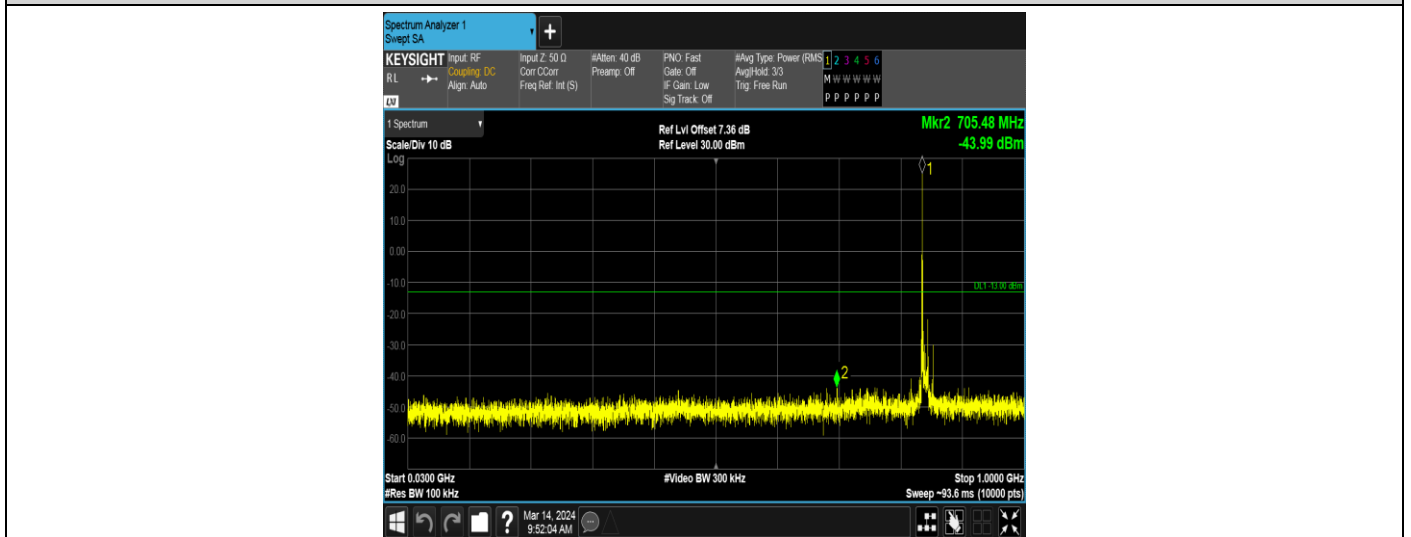 Spectrum Analyzer 1
Swept SA
+
KEYSIGHT Input: RF Input Z: 50 Ω #Atten: 40 dB PNO: Fast #Avg Type: Power (RMS 1 2 3 4 5 6
RL Coupling: DC Corr CCorr Preamp: Off Gate: Off Avg|Hold: 3/3 M W W W W W
Align: Auto Freq Ref: Int (S) IF Gain: Low Trig: Free Run P P P P P P
Sig Track: Off
1 Spectrum Ref Lvl Offset 7.36 dB Mkr2 705.48 MHz
Scale/Div 10 dB Ref Level 30.00 dBm -43.99 dBm
Log
1
20.0
10.0
0.00
-10.0 DL1 -13.00 dBm
-20.0
-30.0
-40.0
2
-50.0
-60.0
Start 0.0300 GHz #Video BW 300 kHz Stop 1.0000 GHz
#Res BW 100 kHz Sweep ~93.6 ms (10000 pts)
? Mar 14, 2024
9:52:04 AM